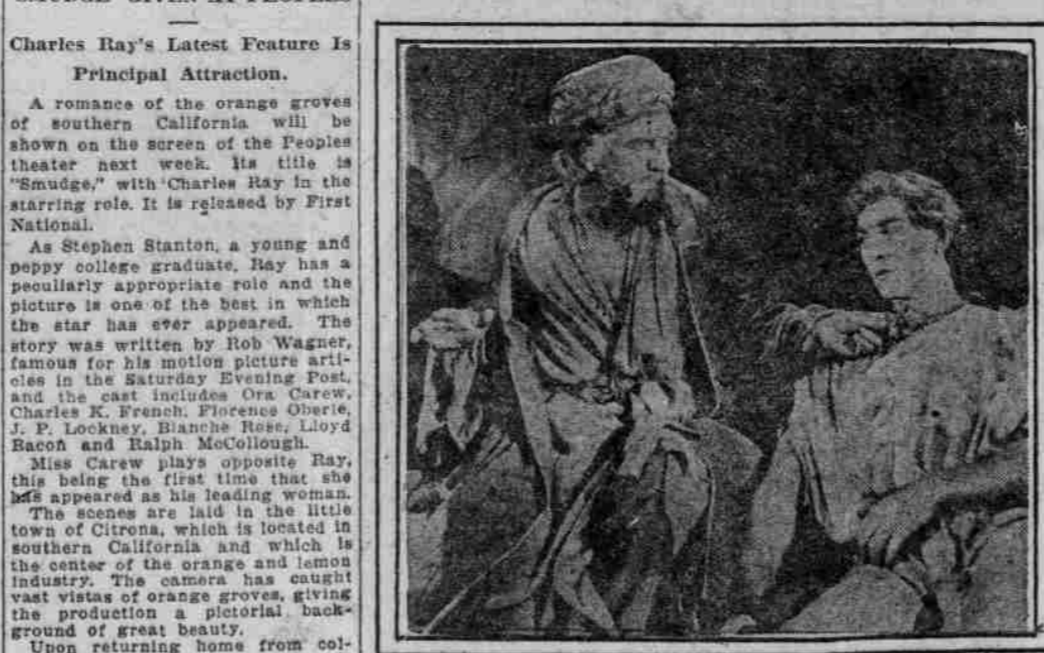 Charles Ray's Latest Feature Is
Principal Attraction.
A romance of the orange groves
of southern California will be
shown on the screen of the Peoples
theater next week. Its title is
"Smudge," with Charles Ray in the
starring role. It is released by First
National.
As Stephen Stanton, a young and
peppy college graduate, Ray has a
peculiarly appropriate role and the
picture is one of the best in which
the star has ever appeared. The
story was written by Rob Wagner,
famous for his motion picture arti-
cles in the Saturday Evening Post,
and the cast includes Ora Carew,
Charles K. French, Florence Oberle,
J. P. Lockney, Blanche Rose, Lloyd
Bacon and Ralph McCollough.
Miss Carew plays opposite Ray,
this being the first time that she
has appeared as his leading woman.
The scenes are laid in the little
town of Citrona, which is located in
southern California and which is
the center of the orange and lemon
industry. The camera has caught
vast vistas of orange groves, giving
the production a pictorial back-
ground of great beauty.
Upon returning home from col-